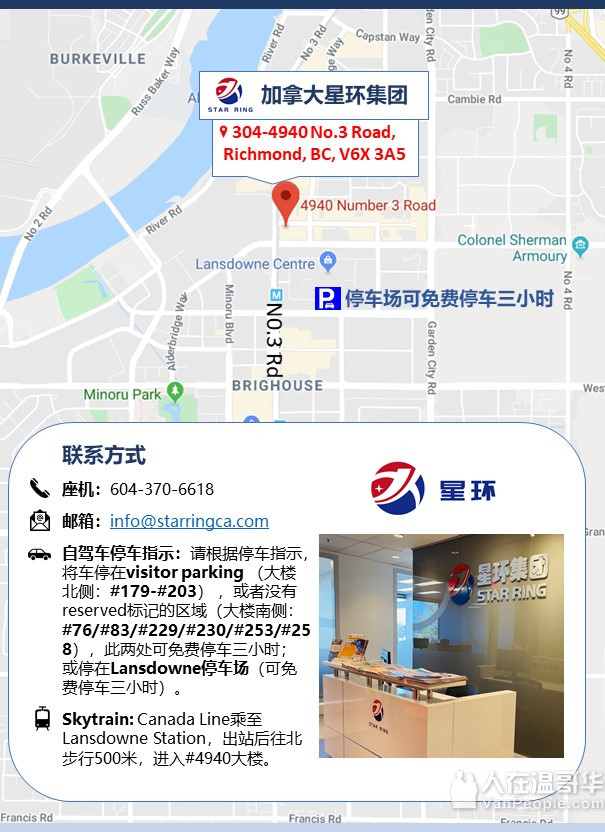 99
Capstan Way
BURKEVILLE
Russ Baker Way
River Rd
No 3 Rd
Garden City Rd
No 4 Rd
STAR RING
加拿大星环集团
Cambie Rd
304-4940 No.3 Road,
Richmond, BC, V6X 3A5
No 2 Rd
River Rd
4940 Number 3 Road
Colonel Sherman
Armoury
Lansdowne Centre
P
停车场可免费停车三小时
M
NO.3 Rd
Alderbridge Way
Minoru Blvd
Garden City Rd
No 4 Rd
BRIGHOUSE
Minoru Park
West
联系方式
座机：604-370-6618
星环
邮箱：info@starringca.com
自驾车停车指示：请根据停车指示，
将车停在visitor parking （大楼
北侧：#179-#203），或者没有
reserved标记的区域（大楼南侧：
#76/#83/#229/#230/#253/#25
8），此两处可免费停车三小时；
或停在Lansdowne停车场（可免
费停车三小时）。
星环集团
STAR RING
STAR RING
Skytrain: Canada Line乘至
Lansdowne Station，出站后往北
步行500米，进入#4940大楼。
Gran
人在温哥华
VanPeople.com
Francis Rd
Francis Rd
Francis Rd